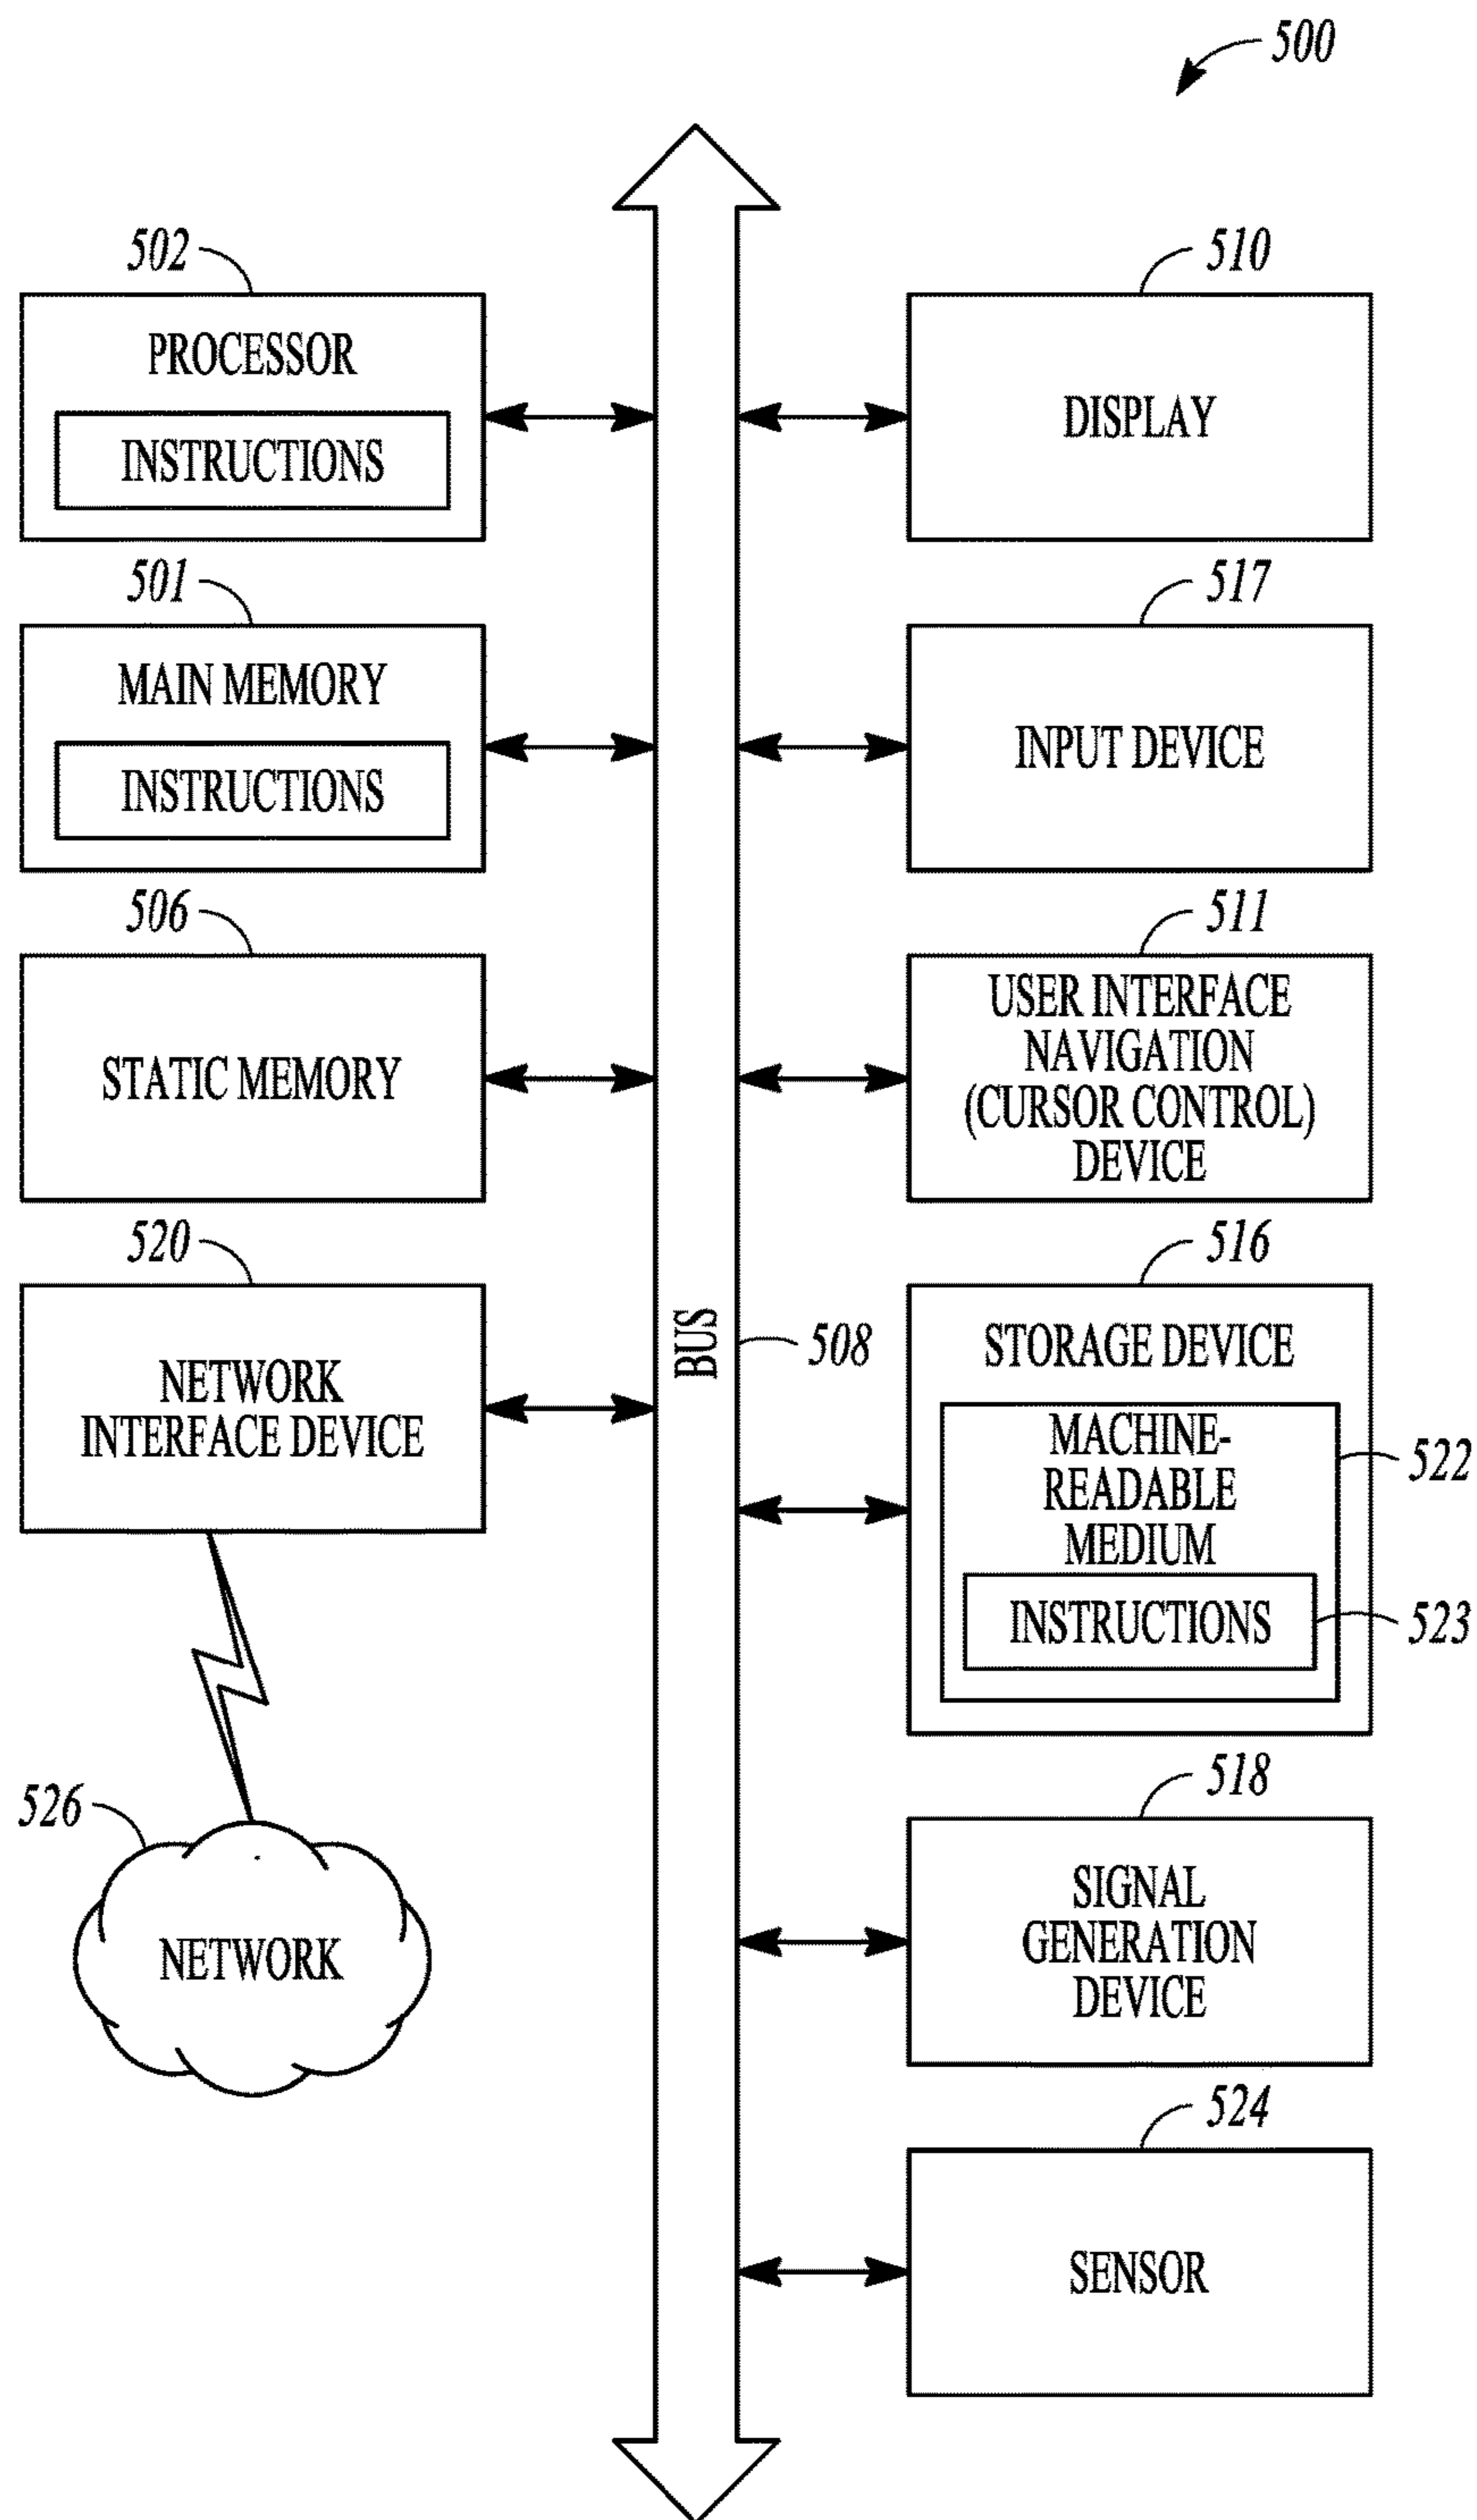 500
502
PROCESSOR
INSTRUCTIONS
501
MAIN MEMORY
INSTRUCTIONS
506
STATIC MEMORY
520
NETWORK
INTERFACE DEVICE
526
NETWORK
BUS
508
510
DISPLAY
517
INPUT DEVICE
511
USER INTERFACE
NAVIGATION
(CURSOR CONTROL)
DEVICE
516
STORAGE DEVICE
MACHINE-
READABLE
MEDIUM
522
INSTRUCTIONS
523
518
SIGNAL
GENERATION
DEVICE
524
SENSOR